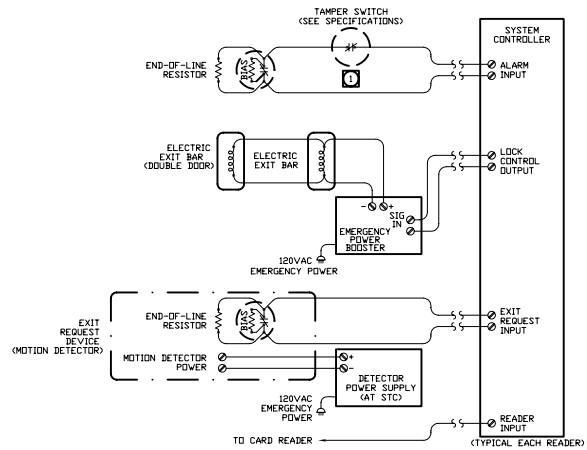 TAMPER SWITCH
(SEE SPECIFICATIONS)
SYSTEM
CONTROLLER
END-OF-LINE
RESISTOR
BIAS
1
ALARM
INPUT
ELECTRIC
EXIT BAR
(DOUBLE DOOR)
ELECTRIC
EXIT BAR
LOCK
CONTROL
OUTPUT
- +
SIG
IN
EMERGENCY
POWER
BOOSTER
120VAC
EMERGENCY POWER
EXIT
REQUEST
DEVICE
(MOTION DETECTOR)
END-OF-LINE
RESISTOR
BIAS
EXIT
REQUEST
INPUT
MOTION DETECTOR
POWER
+
-
DETECTOR
POWER SUPPLY
(AT STC)
120VAC
EMERGENCY
POWER
READER
INPUT
TO CARD READER
(TYPICAL EACH READER)